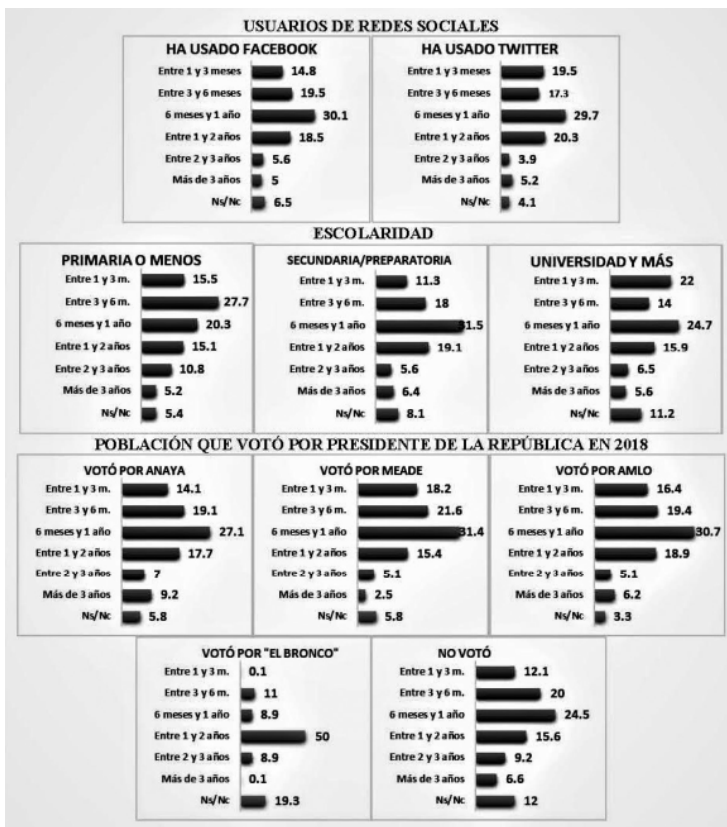 USUARIOS DE REDES SOCIALES
HA USADO FACEBOOK
Entre 1 y 3 meses 14.8
Entre 3 y 6 meses 19.5
6 meses y 1 año 30.1
Entre 1 y 2 años 18.5
Entre 2 y 3 años 5.6
Más de 3 años 5
Ns/Nc 6.5
HA USADO TWITTER
Entre 1 y 3 meses 19.5
Entre 3 y 6 meses 17.3
6 meses y 1 año 29.7
Entre 1 y 2 años 20.3
Entre 2 y 3 años 3.9
Más de 3 años 5.2
Ns/Nc 4.1
ESCOLARIDAD
PRIMARIA O MENOS
Entre 1 y 3 m. 15.5
Entre 3 y 6 m. 27.7
6 meses y 1 año 20.3
Entre 1 y 2 años 15.1
Entre 2 y 3 años 10.8
Más de 3 años 5.2
Ns/Nc 5.4
SECUNDARIA/PREPARATORIA
Entre 1 y 3 m. 11.3
Entre 3 y 6 m. 18
6 meses y 1 año 31.5
Entre 1 y 2 años 19.1
Entre 2 y 3 años 5.6
Más de 3 años 6.4
Ns/Nc 8.1
UNIVERSIDAD Y MÁS
Entre 1 y 3 m. 22
Entre 3 y 6 m. 14
6 meses y 1 año 24.7
Entre 1 y 2 años 15.9
Entre 2 y 3 años 6.5
Más de 3 años 5.6
Ns/Nc 11.2
POBLACIÓN QUE VOTÓ POR PRESIDENTE DE LA REPÚBLICA EN 2018
VOTÓ POR ANAYA
Entre 1 y 3 m. 14.1
Entre 3 y 6 m. 19.1
6 meses y 1 año 27.1
Entre 1 y 2 años 17.7
Entre 2 y 3 años 7
Más de 3 años 9.2
Ns/Nc 5.8
VOTÓ POR MEADE
Entre 1 y 3 m. 18.2
Entre 3 y 6 m. 21.6
6 meses y 1 año 31.4
Entre 1 y 2 años 15.4
Entre 2 y 3 años 5.1
Más de 3 años 2.5
Ns/Nc 5.8
VOTÓ POR AMLO
Entre 1 y 3 m. 16.4
Entre 3 y 6 m. 19.4
6 meses y 1 año 30.7
Entre 1 y 2 años 18.9
Entre 2 y 3 años 5.1
Más de 3 años 6.2
Ns/Nc 3.3
VOTÓ POR "EL BRONCO"
Entre 1 y 3 m. 0.1
Entre 3 y 6 m. 11
6 meses y 1 año 8.9
Entre 1 y 2 años 50
Entre 2 y 3 años 8.9
Más de 3 años 0.1
Ns/Nc 19.3
NO VOTÓ
Entre 1 y 3 m. 12.1
Entre 3 y 6 m. 20
6 meses y 1 año 24.5
Entre 1 y 2 años 15.6
Entre 2 y 3 años 9.2
Más de 3 años 6.6
Ns/Nc 12